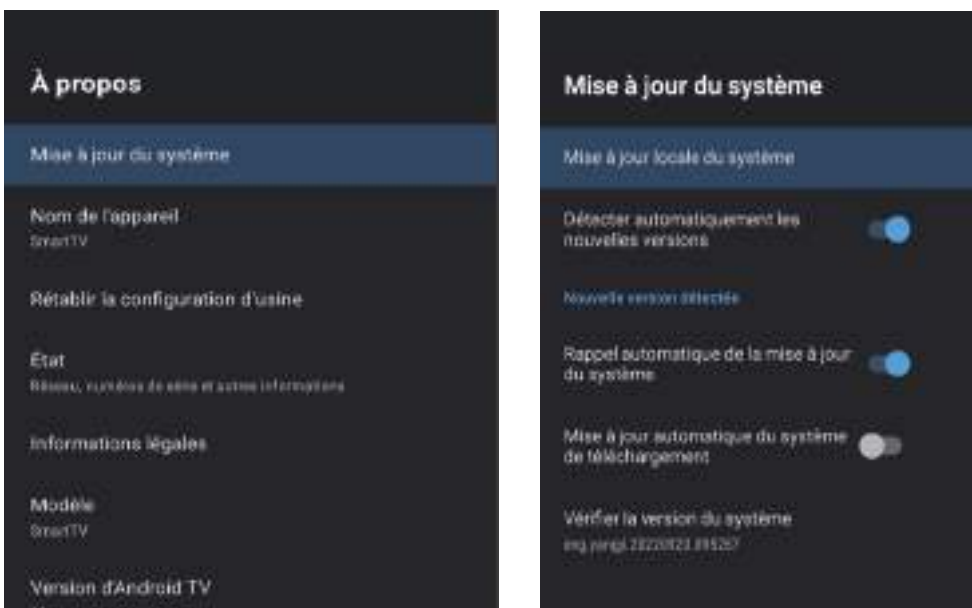 À propos
Mise à jour du système
Nom de l'appareil
SmartTV
Rétablir la configuration d'usine
État
Réseau, numéros de série et autres informations
Informations légales
Modèle
SmartTV
Version d'Android TV
Mise à jour du système
Mise à jour locale du système
Détecter automatiquement les
nouvelles versions
Nouvelle version détectée
Rappel automatique de la mise à jour
du système
Mise à jour automatique du système
de téléchargement
Vérifier la version du système